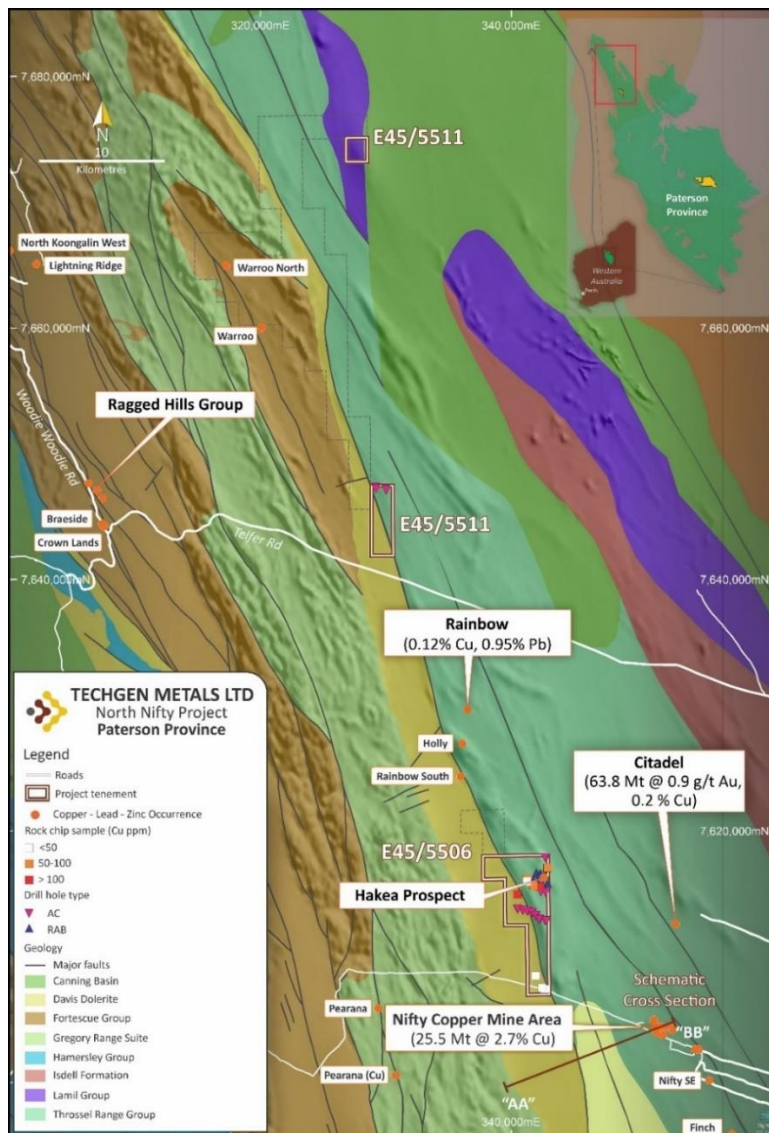 320,000mE
340,000mE
7,680,000mN
N
10
Kilometres
E45/5511
Paterson
Province
Western
Australia
Perth
North Koongalin West
Lightning Ridge
Warroo North
Warroo
7,660,000mN
Ragged Hills Group
Woodie Woodie Rd
Braeside
Crown Lands
Telfer Rd
E45/5511
7,640,000mN
7,640,000mN
Rainbow
(0.12% Cu, 0.95% Pb)
Holly
Rainbow South
Citadel
(63.8 Mt @ 0.9 g/t Au,
0.2 % Cu)
7,620,000mN
E45/5506
Hakea Prospect
Schematic
Cross Section
Nifty Copper Mine Area
(25.5 Mt @ 2.7% Cu)
"BB"
Pearana
Pearana (Cu)
Nifty SE
"AA"
340,000mE
Finch
TECHGEN METALS LTD
North Nifty Project
Paterson Province
Legend
Roads
Project tenement
Copper - Lead - Zinc Occurrence
Rock chip sample (Cu ppm)
<50
50-100
> 100
Drill hole type
AC
RAB
Geology
Major faults
Canning Basin
Davis Dolerite
Fortescue Group
Gregory Range Suite
Hamersley Group
Isdell Formation
Lamil Group
Throssel Range Group